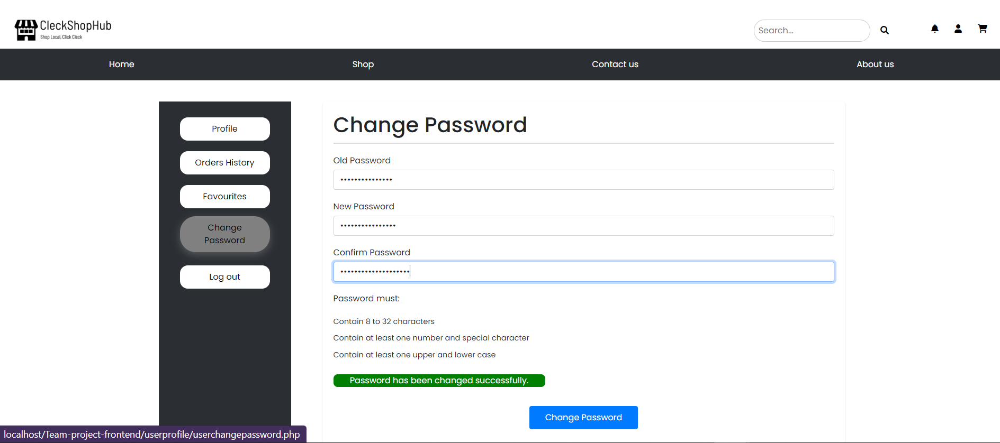 CleckShopHub
Shop Local, Click Cleck
Search...
Home
Shop
Contact us
About us
Profile
Orders History
Favourites
Change
Password
Log out
Change Password
Old Password
•••••••••••••••
New Password
••••••••••••••••
Confirm Password
••••••••••••••••••••
Password must:
Contain 8 to 32 characters
Contain at least one number and special character
Contain at least one upper and lower case
Password has been changed successfully.
Change Password
localhost/Team-project-frontend/userprofile/userchangepassword.php